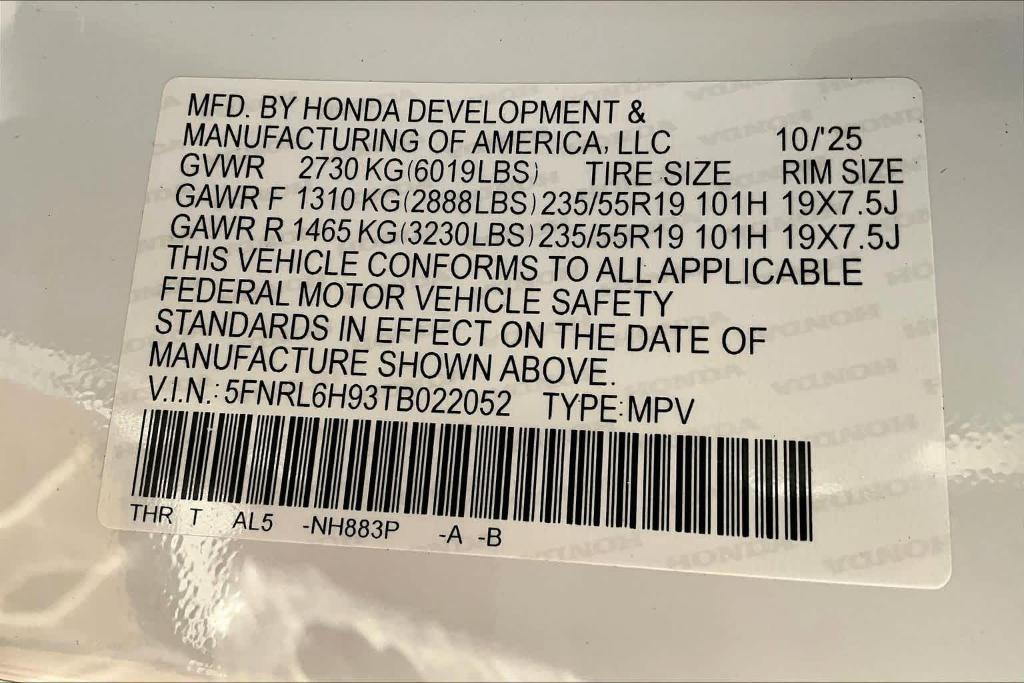 MFD. BY HONDA DEVELOPMENT &
MANUFACTURING OF AMERICA, LLC 10/'25
GVWR 2730 KG(6019LBS) TIRE SIZE RIM SIZE
GAWR F 1310 KG(2888LBS) 235/55R19 101H 19X7.5J
GAWR R 1465 KG(3230LBS) 235/55R19 101H 19X7.5J
THIS VEHICLE CONFORMS TO ALL APPLICABLE
FEDERAL MOTOR VEHICLE SAFETY
STANDARDS IN EFFECT ON THE DATE OF
MANUFACTURE SHOWN ABOVE.
V.I.N.: 5FNRL6H93TB022052 TYPE: MPV
THR T AL5 -NH883P -A -B